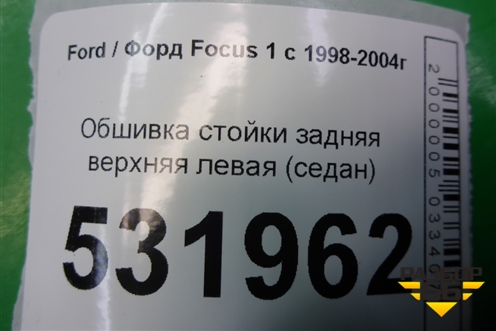 Ford / Форд Focus 1 с 1998-2004г
Обшивка стойки задняя
верхняя левая (седан)
531962